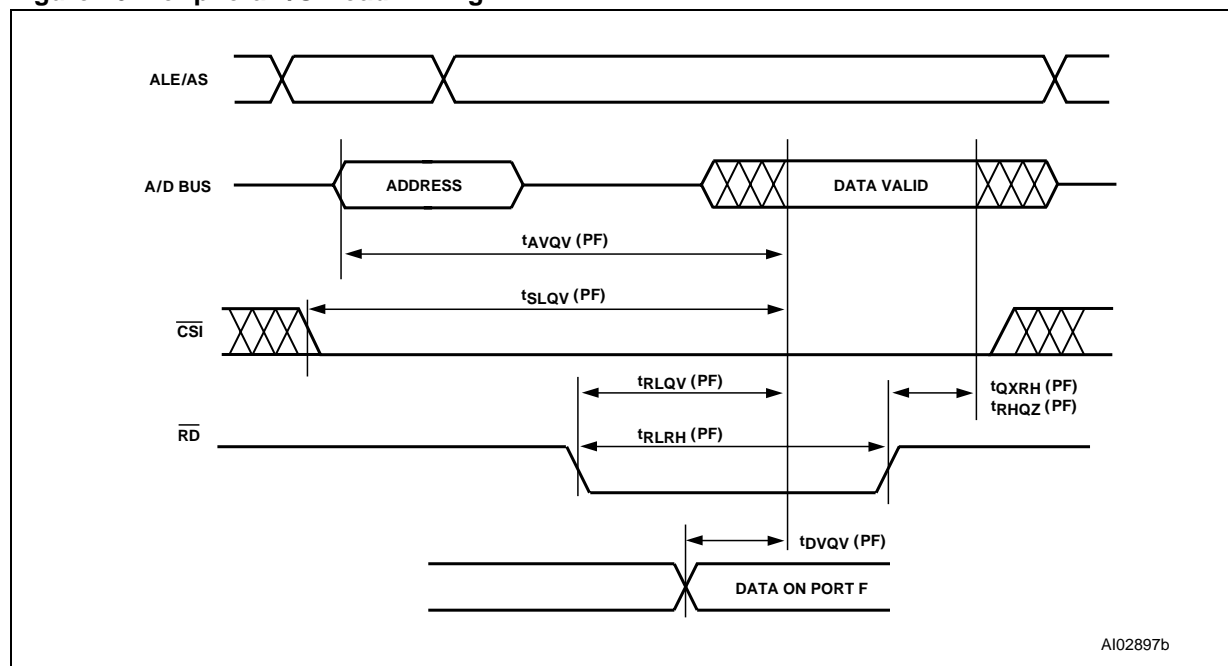 ALE/AS
A/D BUS
ADDRESS
DATA VALID
tAVQV (PF)
tSLQV (PF)
CSI
tRLQV (PF)
tQXRH (PF)
tRHQZ (PF)
RD
tRLRH (PF)
tDVQV (PF)
DATA ON PORT F
AI02897b